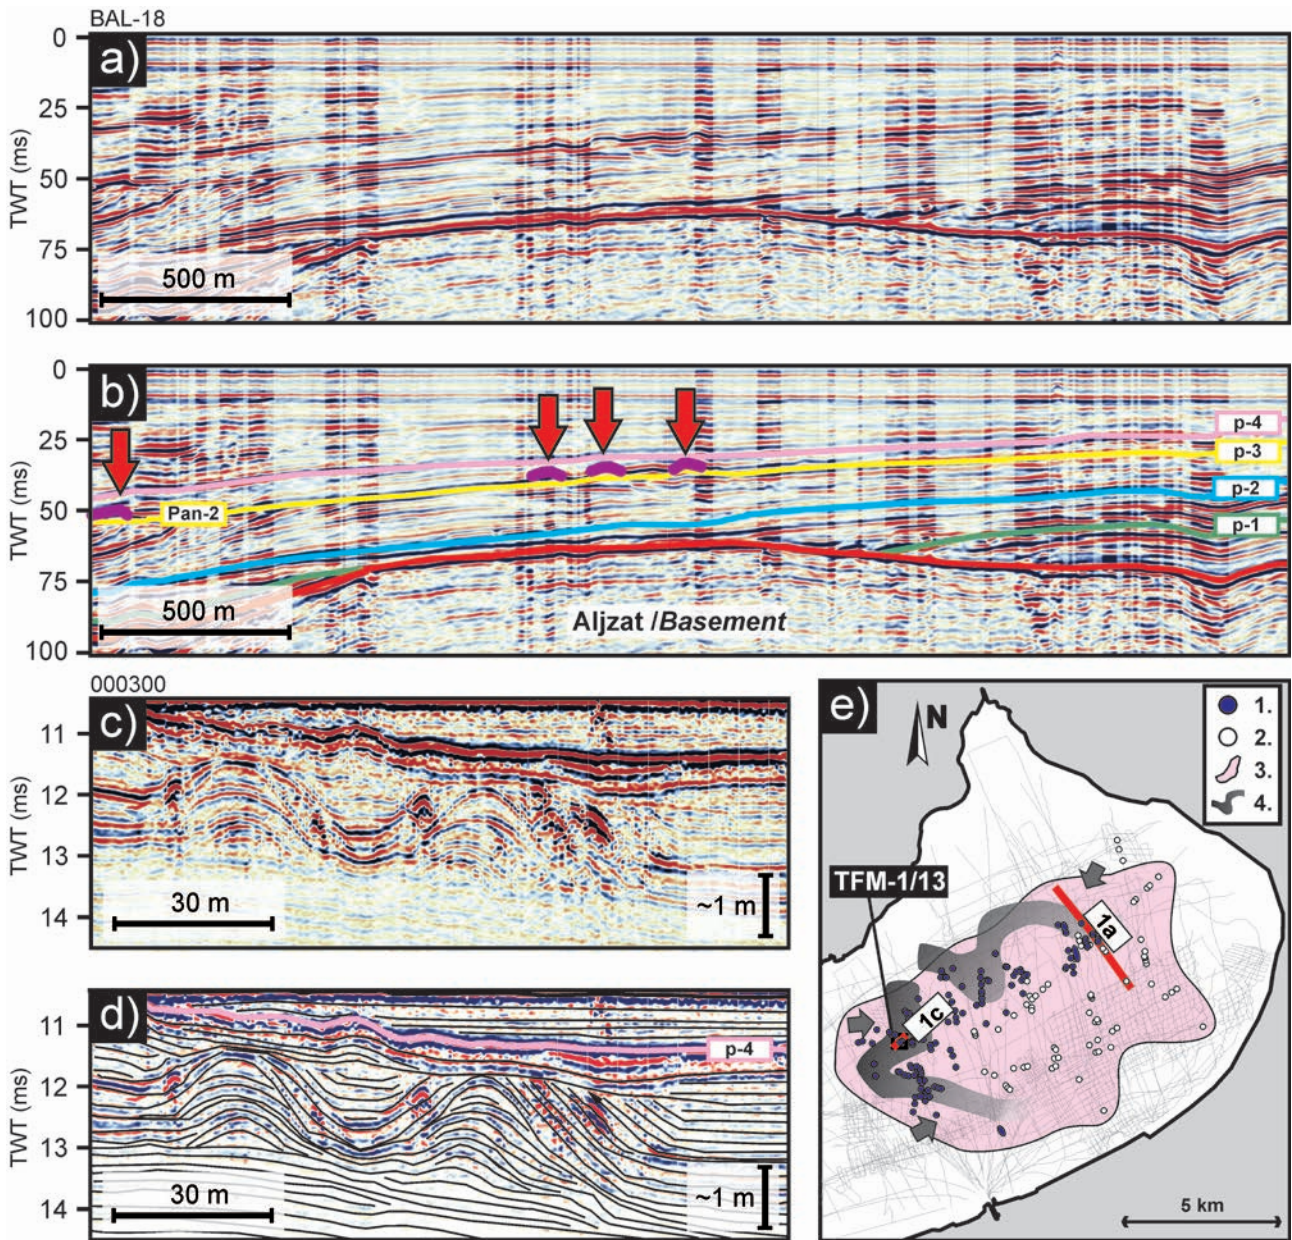 BAL-18
a)
0
25
50
75
100
TWT (ms)
500 m
b)
0
25
50
75
100
TWT (ms)
p-4
p-3
p-2
p-1
Pan-2
500 m
Aljzat /Basement
000300
c)
11
12
13
14
TWT (ms)
30 m
~1 m
d)
11
12
13
14
TWT (ms)
p-4
30 m
~1 m
e)
N
1.
2.
3.
4.
TFM-1/13
1a
1c
5 km